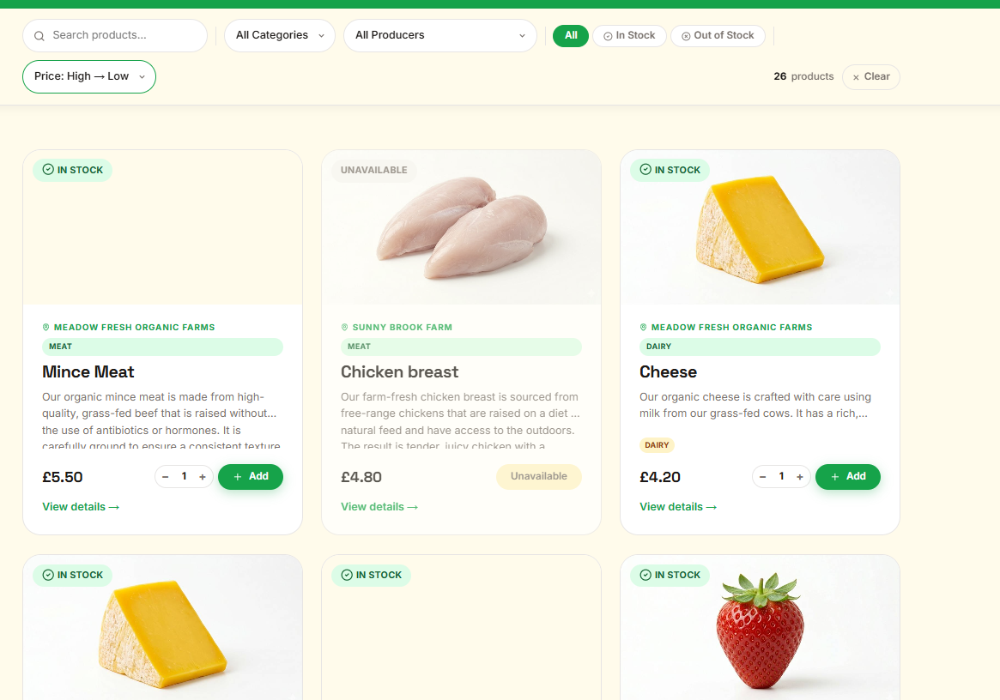 Search products...
All Categories
All Producers
All
In Stock
Out of Stock
Price: High → Low
26 products
Clear
IN STOCK
MEADOW FRESH ORGANIC FARMS
MEAT
Mince Meat
Our organic mince meat is made from high-
quality, grass-fed beef that is raised without...
the use of antibiotics or hormones. It is
carefully ground to ensure a consistent texture
£5.50
− 1 +
+ Add
View details →
UNAVAILABLE
SUNNY BROOK FARM
MEAT
Chicken breast
Our farm-fresh chicken breast is sourced from
free-range chickens that are raised on a diet ...
natural feed and have access to the outdoors.
The result is tender, juicy chicken with a
£4.80
Unavailable
View details →
IN STOCK
MEADOW FRESH ORGANIC FARMS
DAIRY
Cheese
Our organic cheese is crafted with care using
milk from our grass-fed cows. It has a rich,...
DAIRY
£4.20
− 1 +
+ Add
View details →
IN STOCK
IN STOCK
IN STOCK